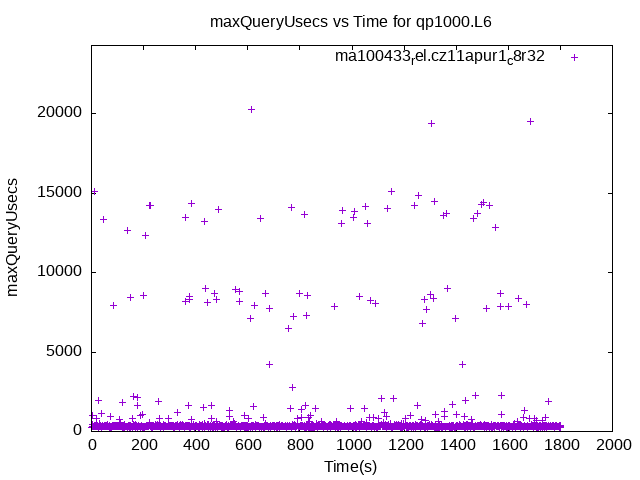 maxQueryUsecs vs Time for qp1000.L6
ma100433rel.cz11apur1c8r32
20000
15000
10000
5000
0
maxQueryUsecs
0 200 400 600 800 1000 1200 1400 1600 1800 2000
Time(s)